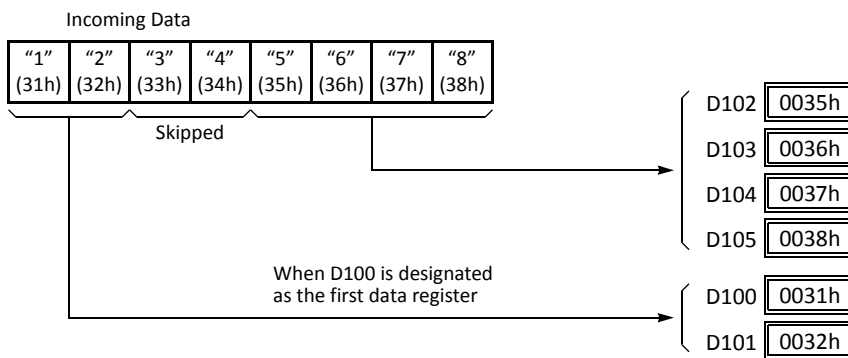 Incoming Data
“1” “2” “3” “4” “5” “6” “7” “8”
(31h) (32h) (33h) (34h) (35h) (36h) (37h) (38h)
Skipped
D102 0035h
D103 0036h
D104 0037h
D105 0038h
When D100 is designated
as the first data register
D100 0031h
D101 0032h